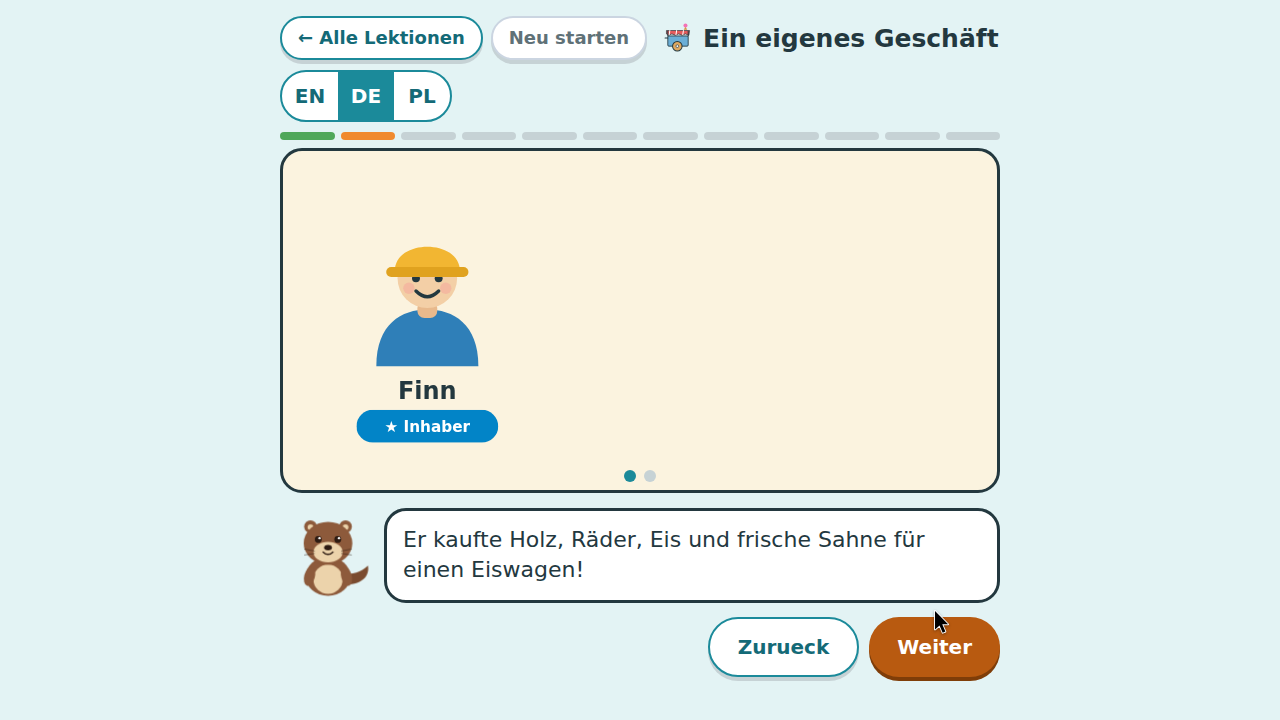 ← Alle Lektionen
Neu starten
Ein eigenes Geschäft
EN
DE
PL
Finn
★ Inhaber
Er kaufte Holz, Räder, Eis und frische Sahne für
einen Eiswagen!
Zurueck
Weiter